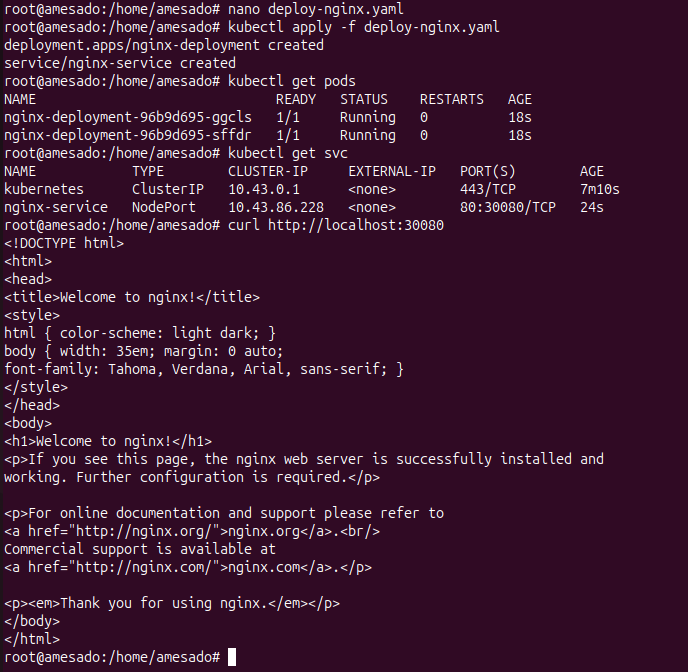 root@amesado:/home/amesado# nano deploy-nginx.yaml
root@amesado:/home/amesado# kubectl apply -f deploy-nginx.yaml
deployment.apps/nginx-deployment created
service/nginx-service created
root@amesado:/home/amesado# kubectl get pods
NAME                               READY   STATUS    RESTARTS   AGE
nginx-deployment-96b9d695-ggcls   1/1     Running   0          18s
nginx-deployment-96b9d695-sffdr   1/1     Running   0          18s
root@amesado:/home/amesado# kubectl get svc
NAME            TYPE        CLUSTER-IP     EXTERNAL-IP   PORT(S)        AGE
kubernetes      ClusterIP   10.43.0.1      <none>        443/TCP        7m10s
nginx-service   NodePort    10.43.86.228   <none>        80:30080/TCP   24s
root@amesado:/home/amesado# curl http://localhost:30080
<!DOCTYPE html>
<html>
<head>
<title>Welcome to nginx!</title>
<style>
html { color-scheme: light dark; }
body { width: 35em; margin: 0 auto;
font-family: Tahoma, Verdana, Arial, sans-serif; }
</style>
</head>
<body>
<h1>Welcome to nginx!</h1>
<p>If you see this page, the nginx web server is successfully installed and
working. Further configuration is required.</p>

<p>For online documentation and support please refer to
<a href="http://nginx.org/">nginx.org</a>.<br/>
Commercial support is available at
<a href="http://nginx.com/">nginx.com</a>.</p>

<p><em>Thank you for using nginx.</em></p>
</body>
</html>
root@amesado:/home/amesado#